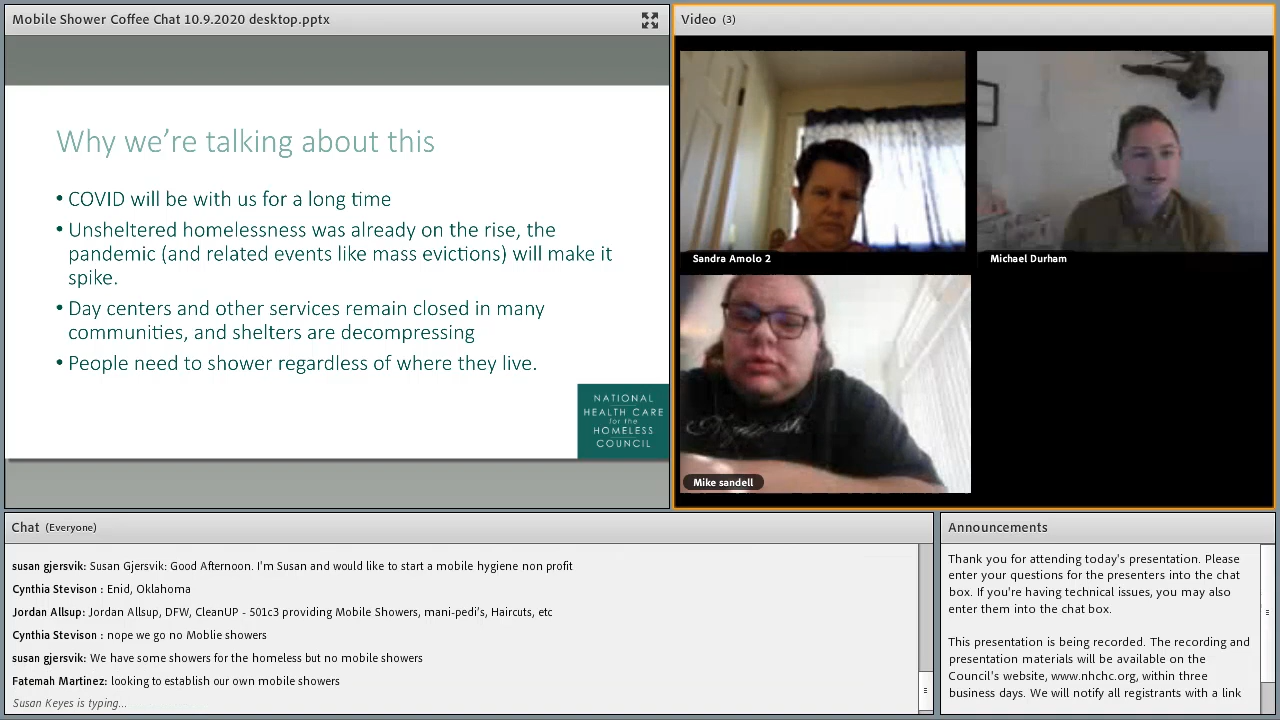 Mobile Shower Coffee Chat 10.9.2020 desktop.pptx
Why we're talking about this
• COVID will be with us for a long time
• Unsheltered homelessness was already on the rise, the
pandemic (and related events like mass evictions) will make it
spike.
• Day centers and other services remain closed in many
communities, and shelters are decompressing
• People need to shower regardless of where they live.
NATIONAL
HEALTH CARE
for the
HOMELESS
COUNCIL
Video (3)
Sandra Amolo 2
Michael Durham
Mike sandell
Chat (Everyone)
susan gjersvik: Susan Gjersvik: Good Afternoon. I'm Susan and would like to start a mobile hygiene non profit
Cynthia Stevison : Enid, Oklahoma
Jordan Allsup: Jordan Allsup, DFW, CleanUP - 501c3 providing Mobile Showers, mani-pedi's, Haircuts, etc
Cynthia Stevison : nope we go no Moblie showers
susan gjersvik: We have some showers for the homeless but no mobile showers
Fatemah Martinez: looking to establish our own mobile showers
Susan Keyes is typing...
Announcements
Thank you for attending today's presentation. Please
enter your questions for the presenters into the chat
box. If you're having technical issues, you may also
enter them into the chat box.
This presentation is being recorded. The recording and
presentation materials will be available on the
Council's website, www.nhchc.org, within three
business days. We will notify all registrants with a link